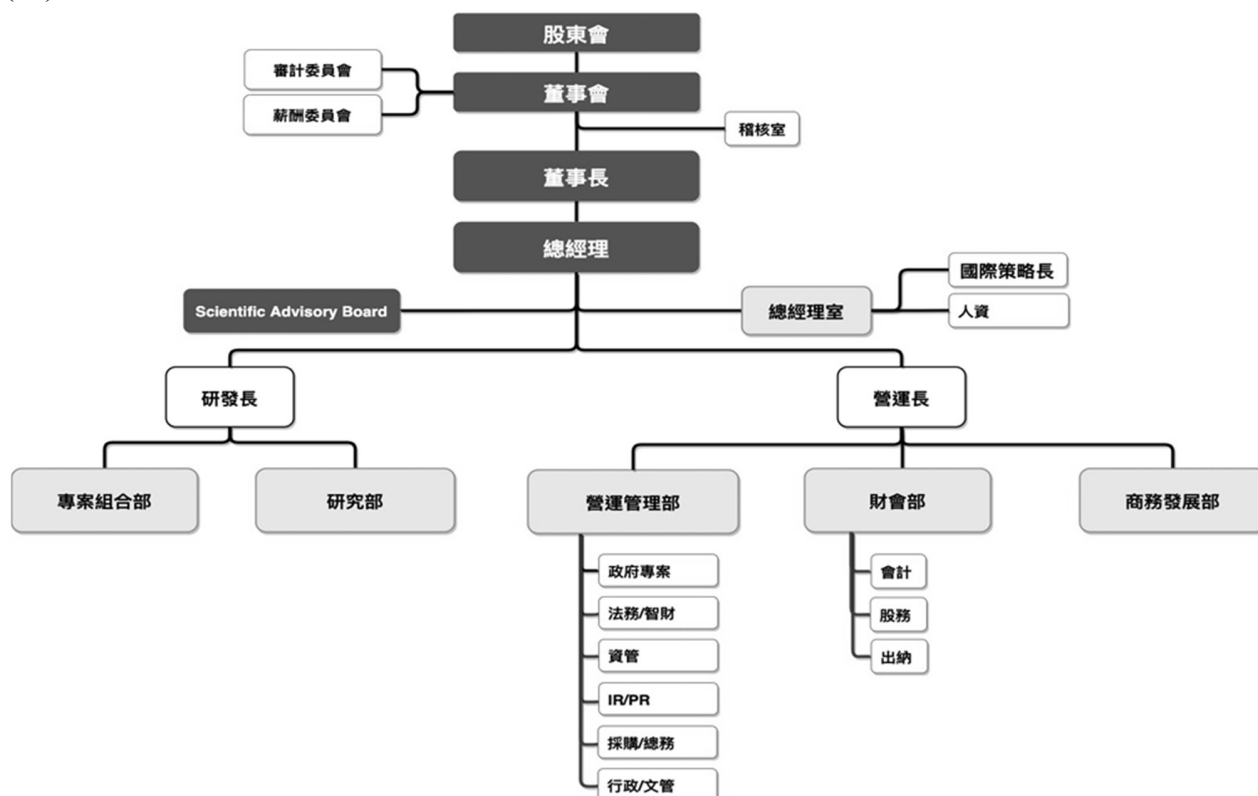 股東會
審計委員會
董事會
薪酬委員會
稽核室
董事長
總經理
國際策略長
Scientific Advisory Board
總經理室
人資
研發長
營運長
專案組合部
研究部
營運管理部
財會部
商務發展部
政府專案
法務/智財
資管
IR/PR
採購/總務
行政/文管
會計
股務
出納